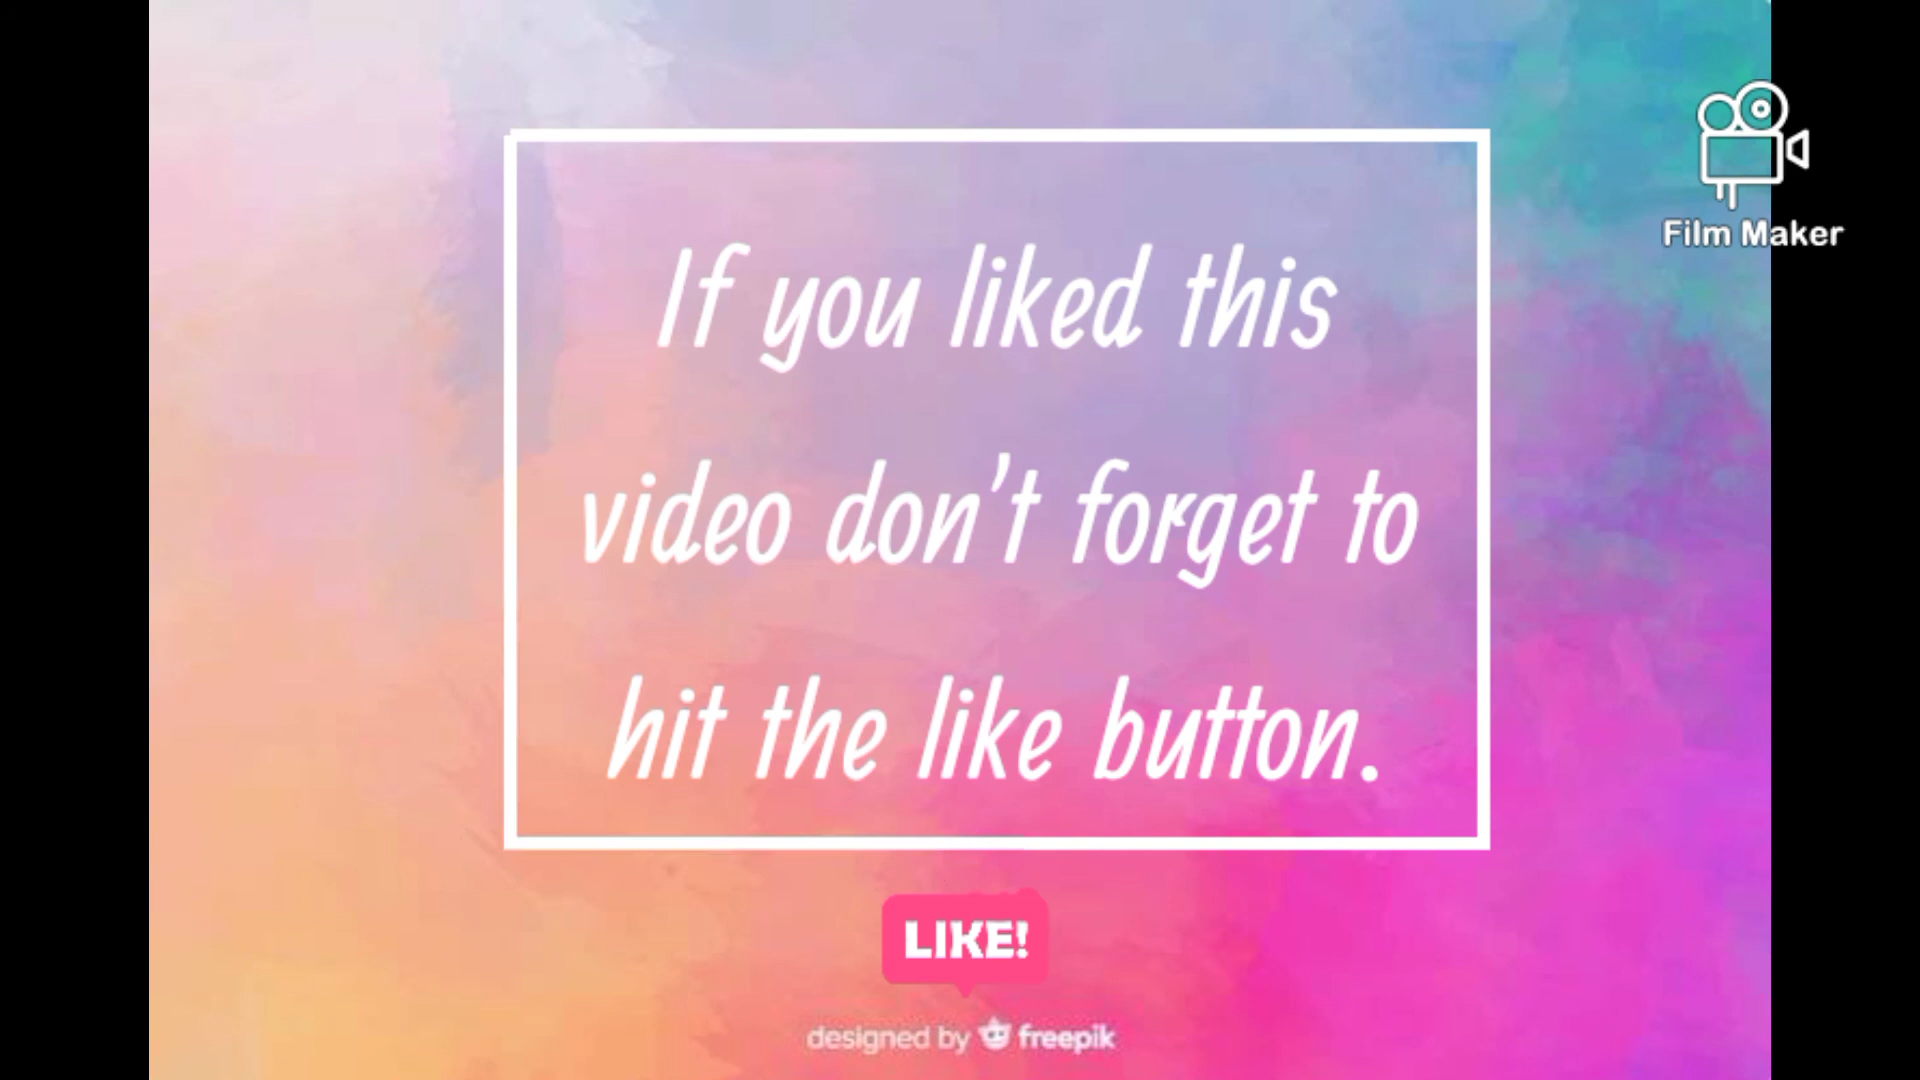 Film Maker
If you liked this
video don't forget to
hit the like button.
LIKE!
designed by freepik